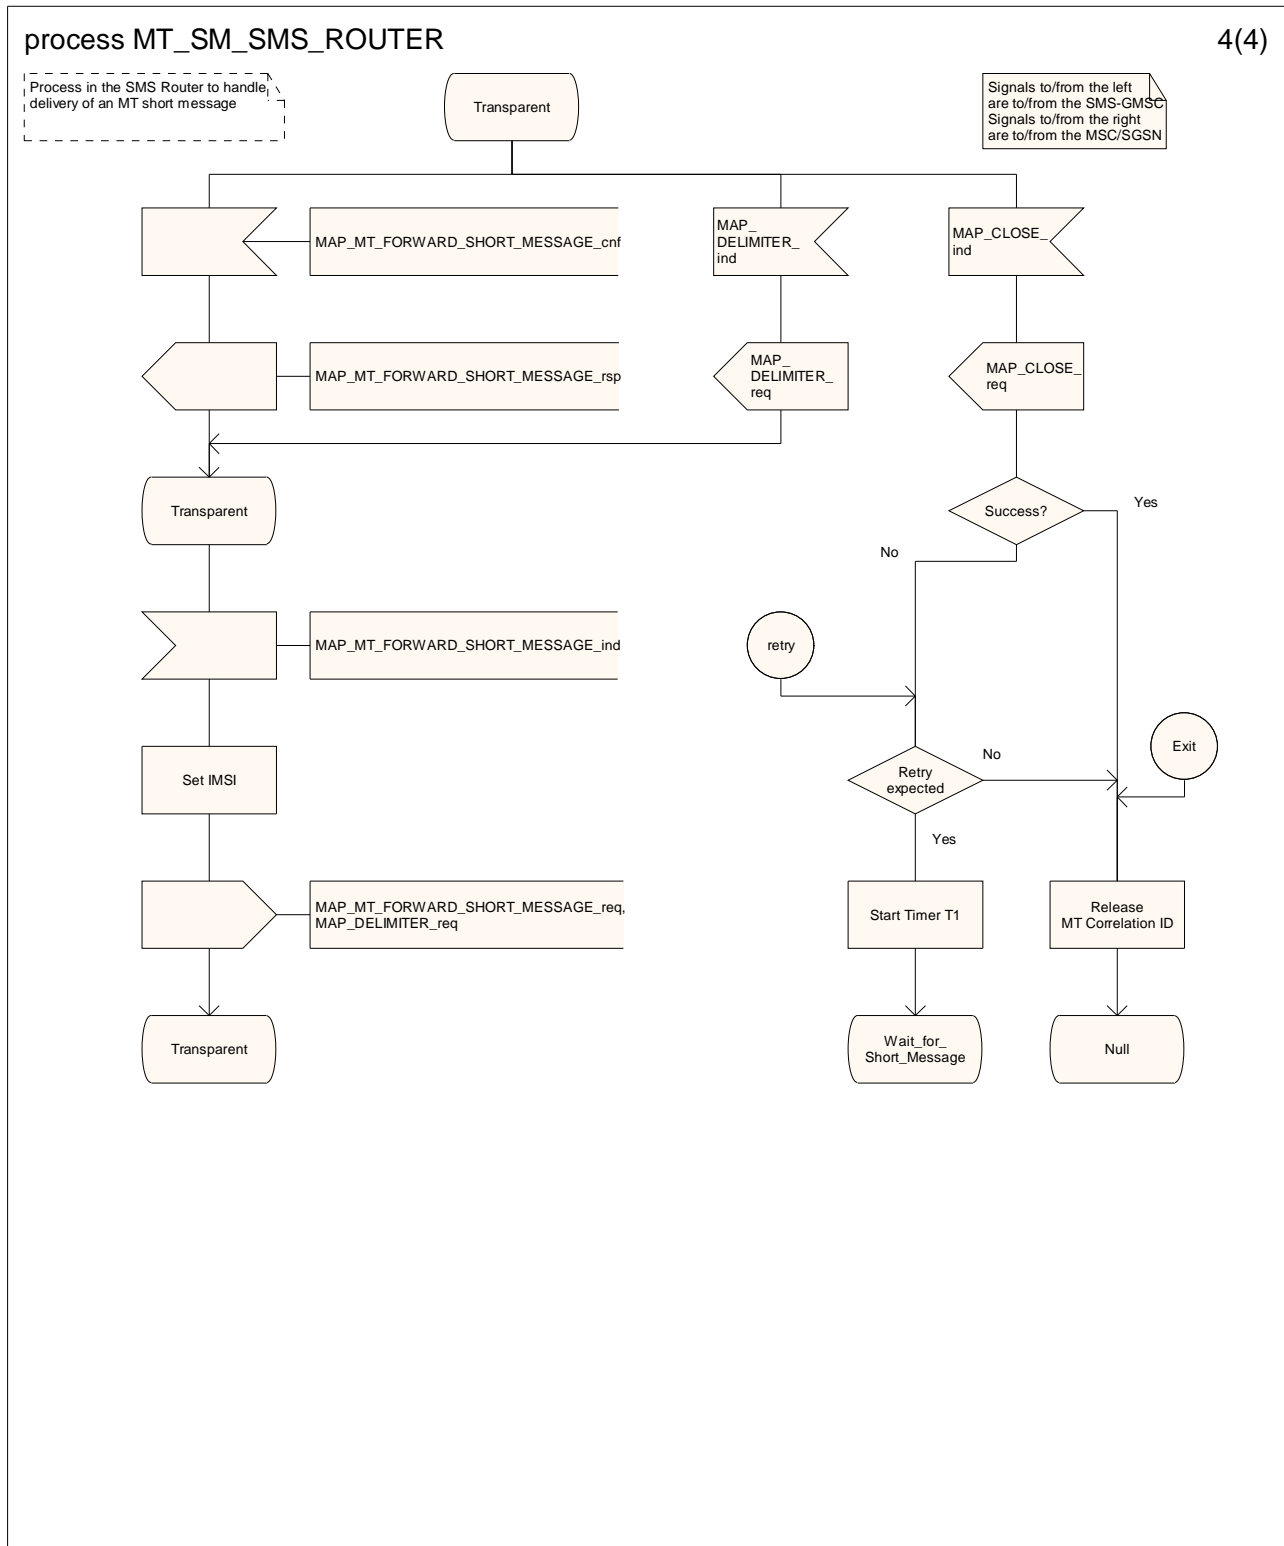 process MT_SM_SMS_ROUTER
4(4)
Process in the SMS Router to handle
delivery of an MT short message
Transparent
Signals to/from the left
are to/from the SMS-GMSC
Signals to/from the right
are to/from the MSC/SGSN
MAP_MT_FORWARD_SHORT_MESSAGE_cnf
MAP_
DELIMITER_
ind
MAP_CLOSE_
ind
MAP_MT_FORWARD_SHORT_MESSAGE_rsp
MAP_
DELIMITER_
req
MAP_CLOSE_
req
Transparent
Success?
Yes
No
MAP_MT_FORWARD_SHORT_MESSAGE_ind
retry
Set IMSI
Retry
expected
No
Exit
Yes
MAP_MT_FORWARD_SHORT_MESSAGE_req,
MAP_DELIMITER_req
Start Timer T1
Release
MT Correlation ID
Transparent
Wait_for_
Short_Message
Null